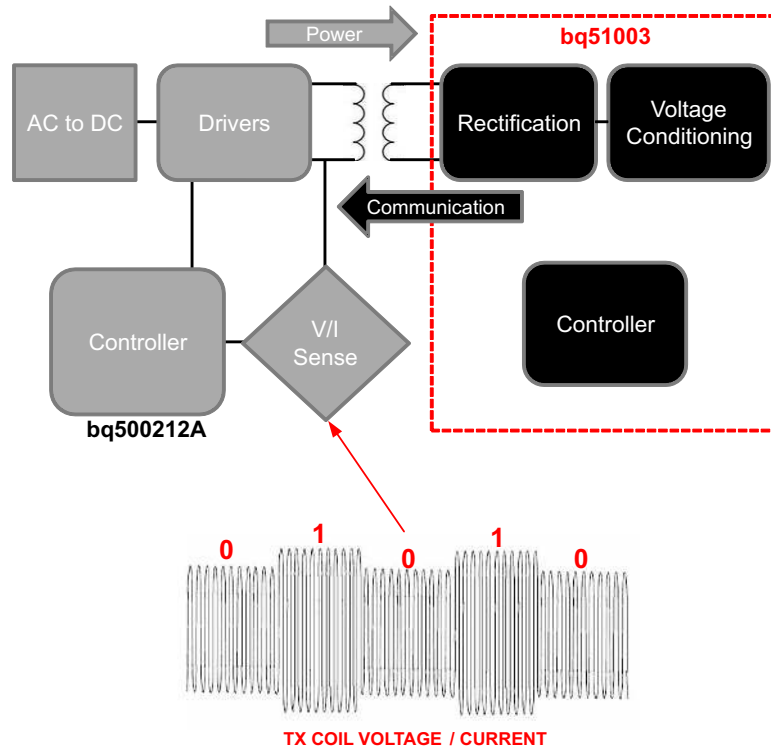 Power
bq51003
AC to DC
Drivers
Rectification
Voltage
Conditioning
Communication
Controller
V/I
Sense
Controller
bq500212A
0
1
0
1
0
TX COIL VOLTAGE / CURRENT